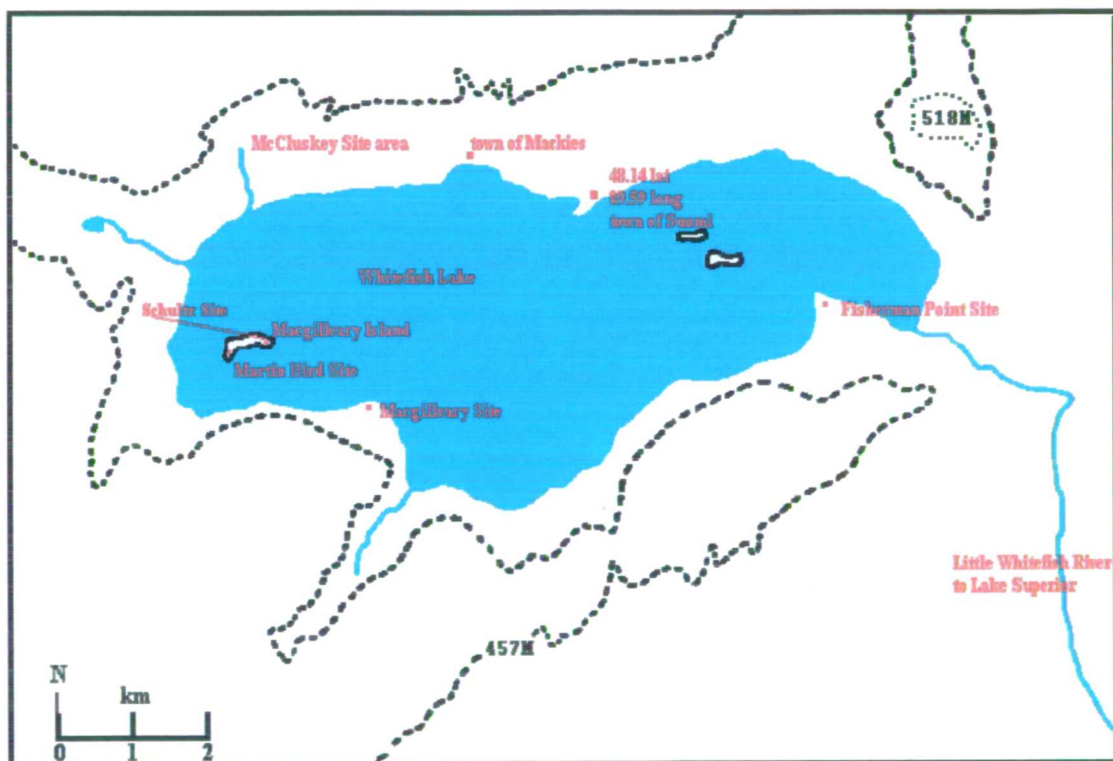 518M
McCluskey Site area
town of Mackies
48.14 lat
89.59 long
town of Suomi
Whitefish Lake
Schultz Site
Macgilleary Island
Fisherman Point Site
Martin Bird Site
Macgilleary Site
Little Whitefish River
to Lake Superior
457M
N
km
0 1 2